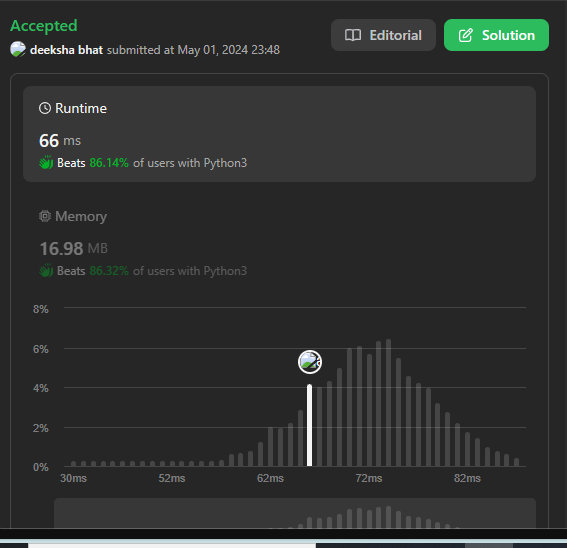 Accepted
deeksha bhat submitted at May 01, 2024 23:48
Editorial
Solution
Runtime
66 ms
Beats 86.14% of users with Python3
Memory
16.98 MB
Beats 86.32% of users with Python3
8%
6%
4%
2%
0%
30ms 52ms 62ms 72ms 82ms